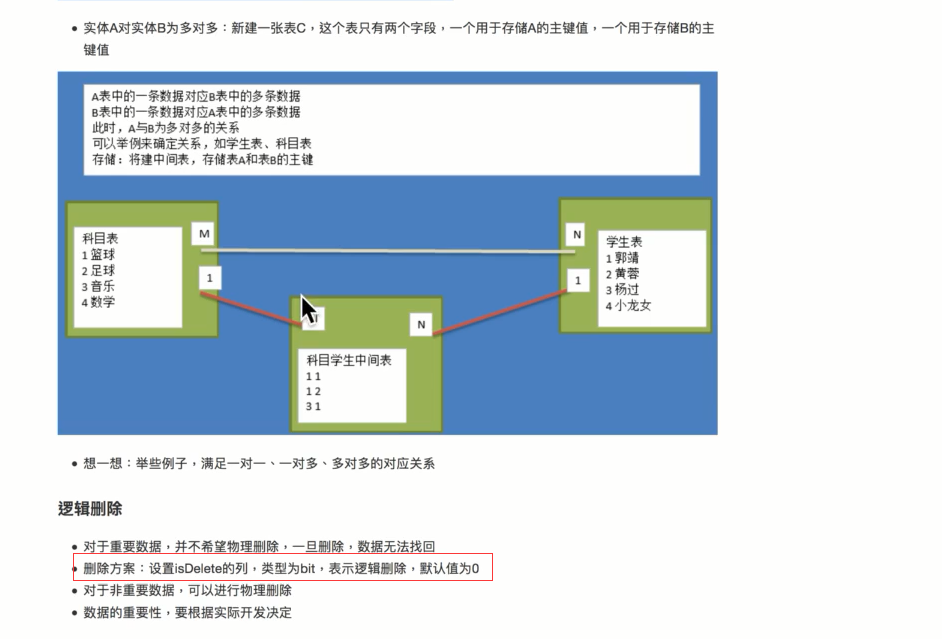 实体A对实体B为多对多：新建一张表C，这个表只有两个字段，一个用于存储A的主键值，一个用于存储B的主
键值
A表中的一条数据对应B表中的多条数据
B表中的一条数据对应A表中的多条数据
此时，A与B为多对多的关系
可以举例来确定关系，如学生表、科目表
存储：将建中间表，存储表A和表B的主键
科目表
1 篮球
2 足球
3 音乐
4 数学
M
1
N
1
学生表
1 郭靖
2 黄蓉
3 杨过
4 小龙女
N
科目学生中间表
1 1
1 2
3 1
想一想：举些例子，满足一对一、一对多、多对多的对应关系
逻辑删除
对于重要数据，并不希望物理删除，一旦删除，数据无法找回
删除方案：设置isDelete的列，类型为bit，表示逻辑删除，默认值为0
对于非重要数据，可以进行物理删除
数据的重要性，要根据实际开发决定